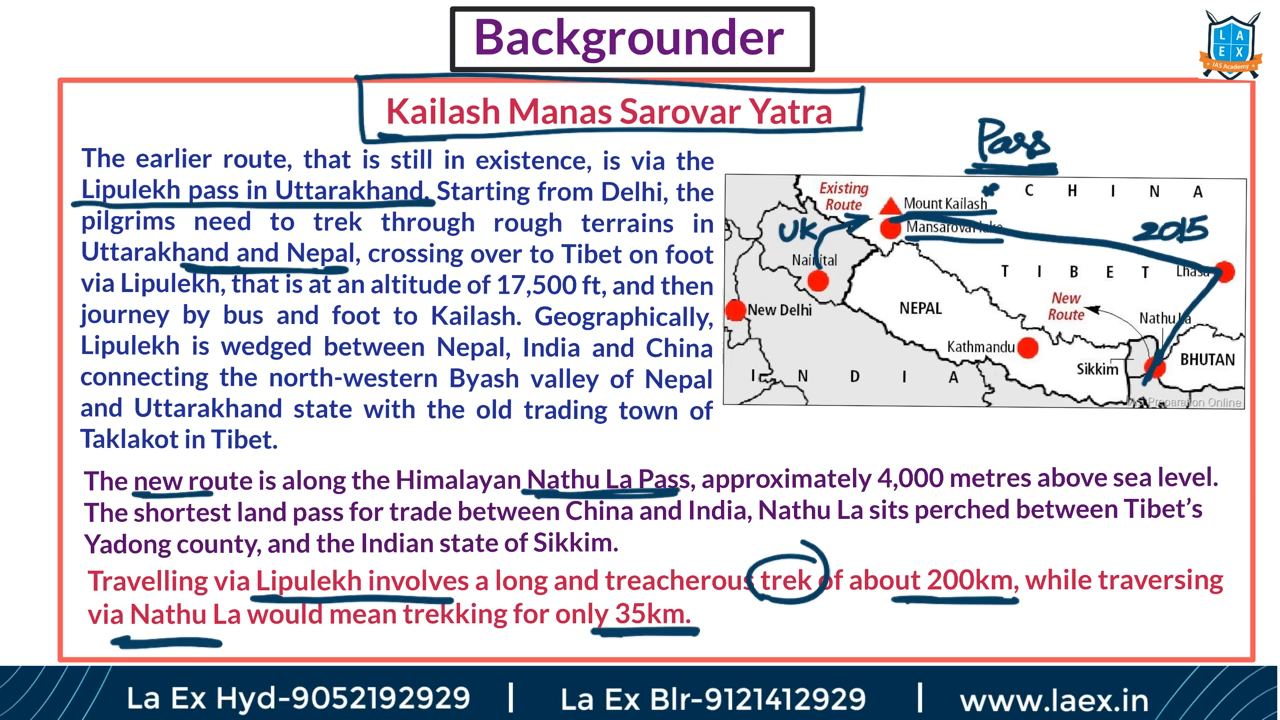 Backgrounder
L A
E X
IAS Academy
Kailash Manas Sarovar Yatra
The earlier route, that is still in existence, is via the
Lipulekh pass in Uttarakhand. Starting from Delhi, the
pilgrims need to trek through rough terrains in
Uttarakhand and Nepal, crossing over to Tibet on foot
via Lipulekh, that is at an altitude of 17,500 ft, and then
journey by bus and foot to Kailash. Geographically,
Lipulekh is wedged between Nepal, India and China
connecting the north-western Byash valley of Nepal
and Uttarakhand state with the old trading town of
Taklakot in Tibet.
Pass
Existing
Route
Mount Kailash
CHINA
UK
Mansarovar
2015
Nainital
TIBET
Lhasa
New
Route
New Delhi
NEPAL
Nathu La
Kathmandu
Sikkim
BHUTAN
INDIA
Preparation Online
The new route is along the Himalayan Nathu La Pass, approximately 4,000 metres above sea level.
The shortest land pass for trade between China and India, Nathu La sits perched between Tibet’s
Yadong county, and the Indian state of Sikkim.
Travelling via Lipulekh involves a long and treacherous trek of about 200km, while traversing
via Nathu La would mean trekking for only 35km.
La Ex Hyd-9052192929 | La Ex Blr-9121412929 | www.laex.in